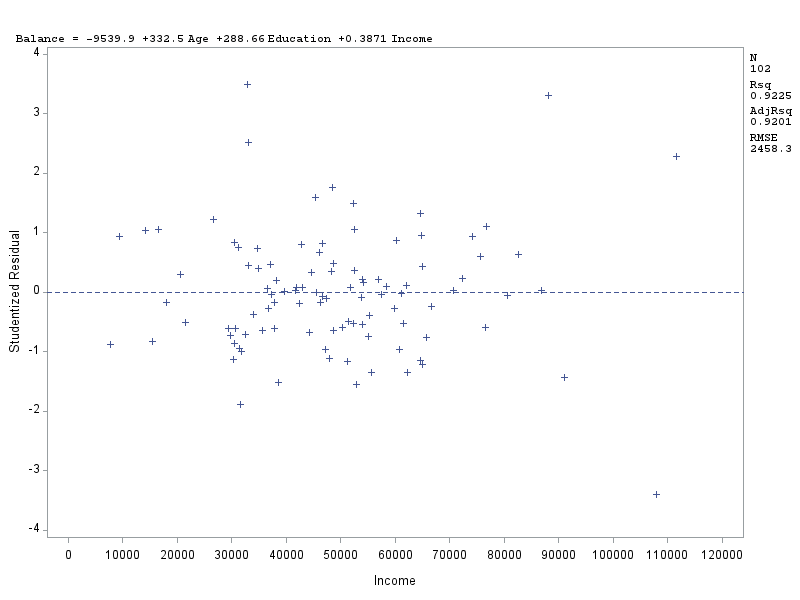 Balance = -9539.9 +332.5 Age +288.66 Education +0.3871 Income
N
102
Rsq
0.9225
AdjRsq
0.9201
RMSE
2458.3
Studentized Residual
4
3
2
1
0
-1
-2
-3
-4
0 10000 20000 30000 40000 50000 60000 70000 80000 90000 100000 110000 120000
Income